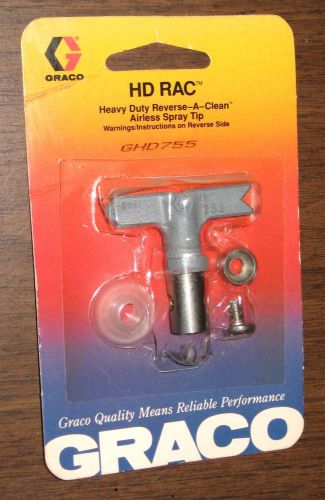 GRACO
HD RAC™
Heavy Duty Reverse-A-Clean™
Airless Spray Tip
Warnings/Instructions on Reverse Side
GHD755
Graco Quality Means Reliable Performance
GRACO